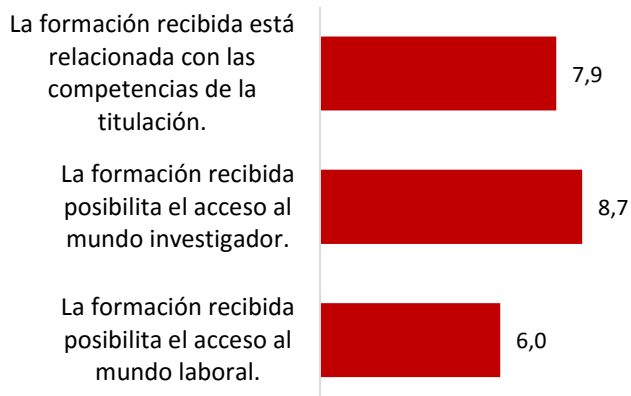 La formación recibida está
relacionada con las
competencias de la
titulación.
7,9
La formación recibida
posibilita el acceso al
mundo investigador.
8,7
La formación recibida
posibilita el acceso al
mundo laboral.
6,0